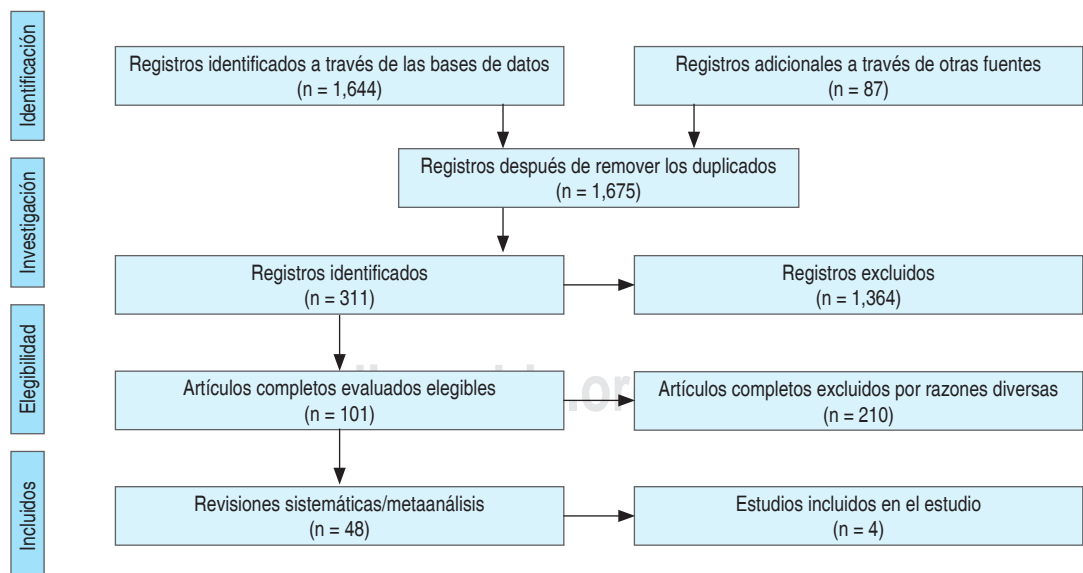 Identificación
Registros identificados a través de las bases de datos
(n = 1,644)
Registros adicionales a través de otras fuentes
(n = 87)
Registros después de remover los duplicados
(n = 1,675)
Investigación
Registros identificados
(n = 311)
Registros excluidos
(n = 1,364)
Elegibilidad
Artículos completos evaluados elegibles
(n = 101)
Artículos completos excluidos por razones diversas
(n = 210)
Incluidos
Revisiones sistemáticas/metaanálisis
(n = 48)
Estudios incluidos en el estudio
(n = 4)